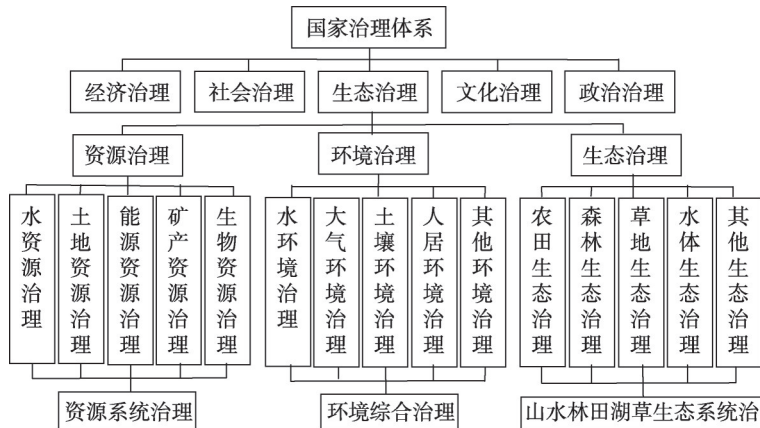 国家治理体系
经济治理
社会治理
生态治理
文化治理
政治治理
资源治理
环境治理
生态治理
水资源治理
土地资源治理
能源资源治理
矿产资源治理
生物资源治理
水环境治理
大气环境治理
土壤环境治理
人居环境治理
其他环境治理
农田生态治理
森林生态治理
草地生态治理
水体生态治理
其他生态治理
资源系统治理
环境综合治理
山水林田湖草生态系统治